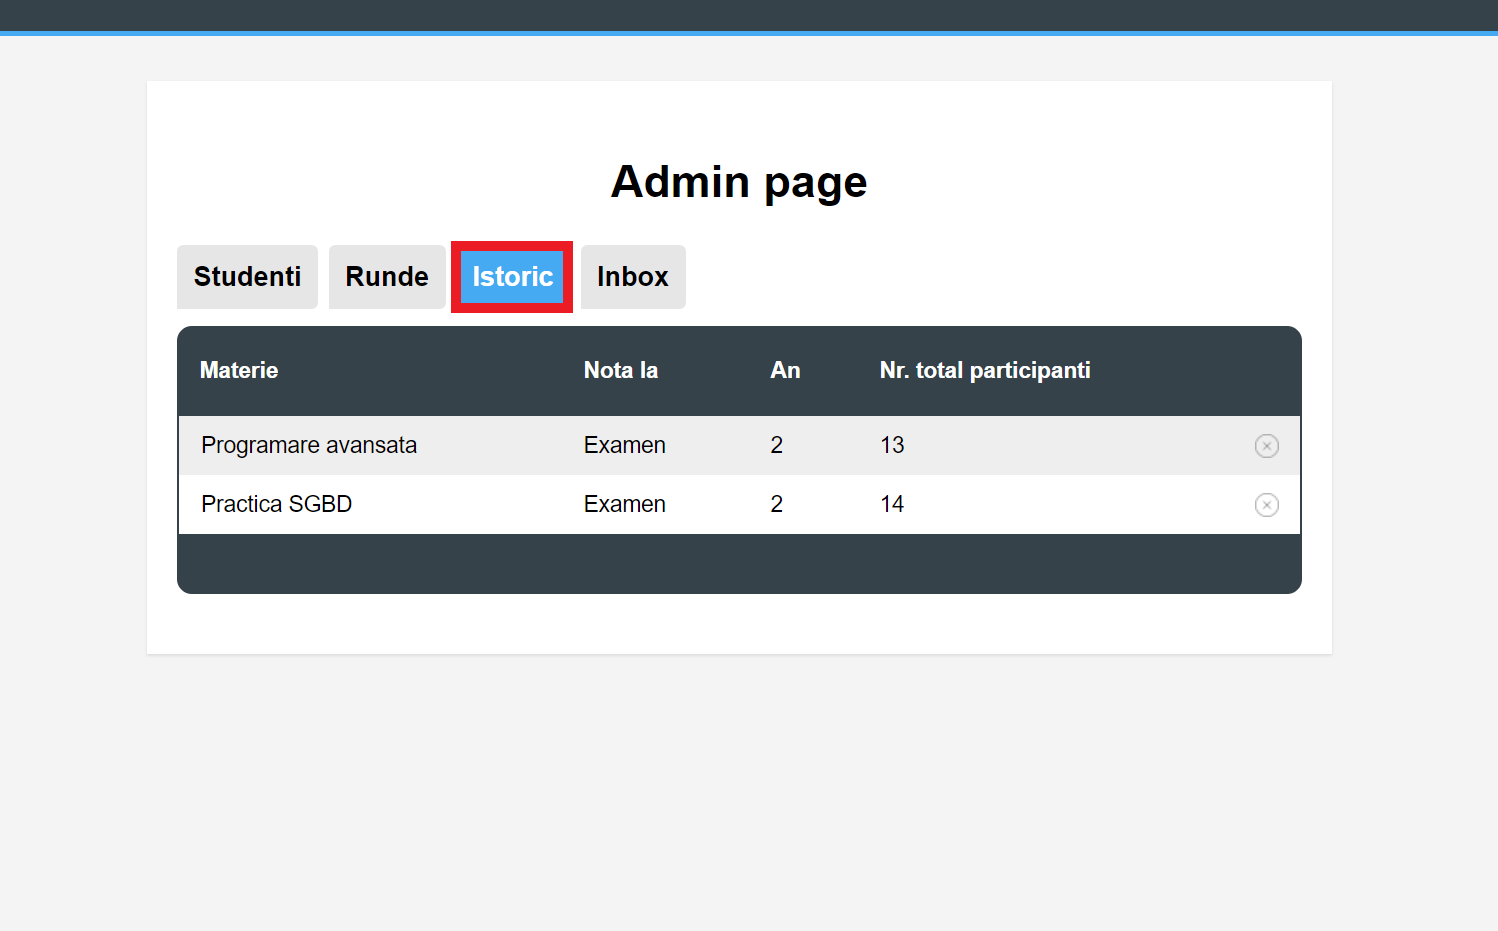 Admin page
Studenti Runde Istoric Inbox
Materie Nota la An Nr. total participanti
Programare avansata Examen 2 13
Practica SGBD Examen 2 14